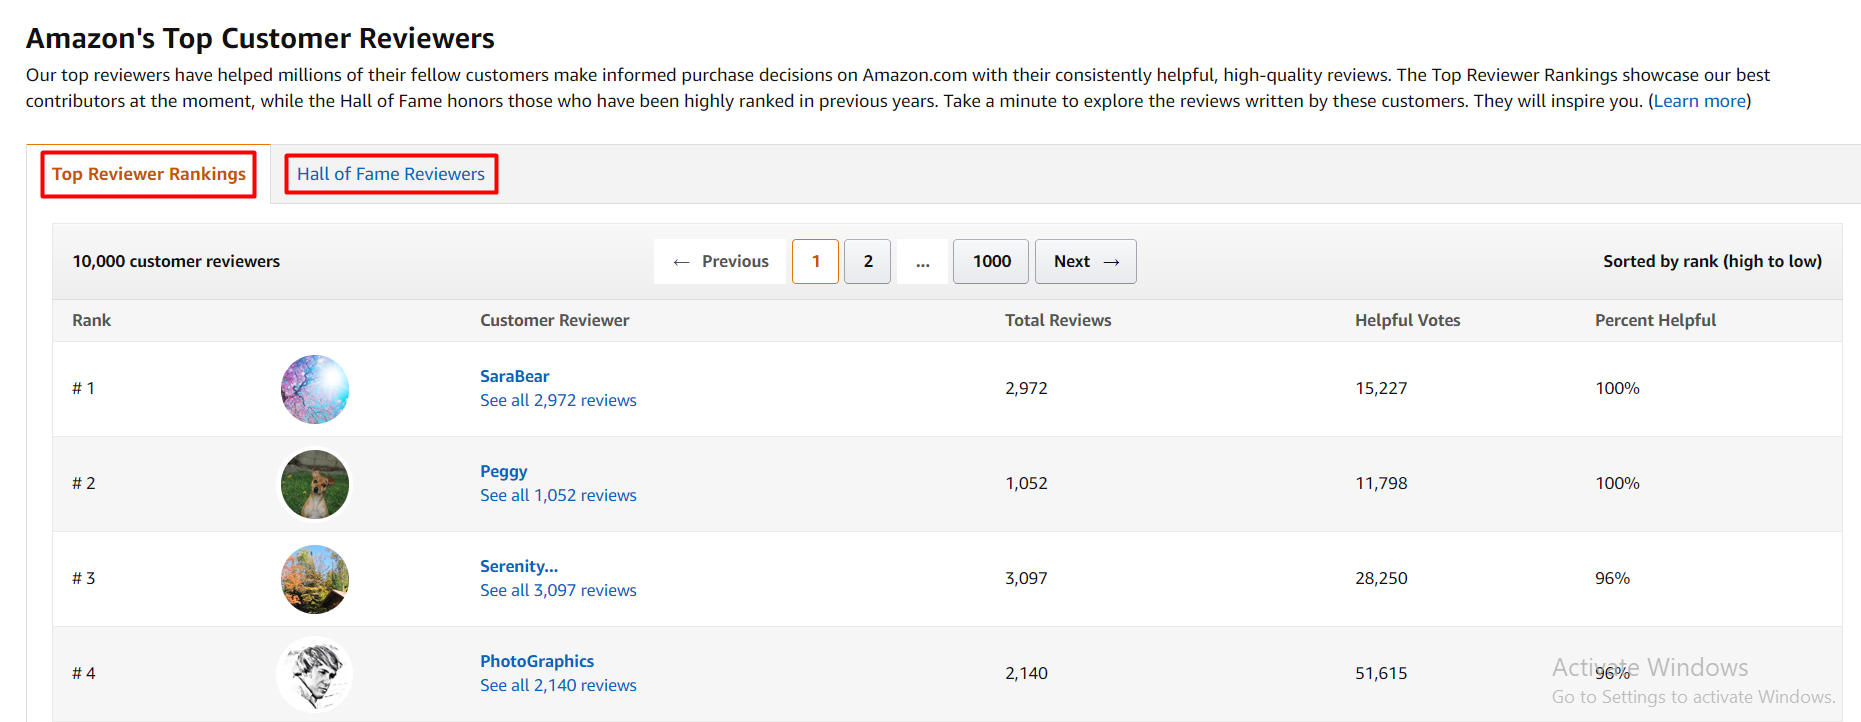 Amazon's Top Customer Reviewers
Our top reviewers have helped millions of their fellow customers make informed purchase decisions on Amazon.com with their consistently helpful, high-quality reviews. The Top Reviewer Rankings showcase our best
contributors at the moment, while the Hall of Fame honors those who have been highly ranked in previous years. Take a minute to explore the reviews written by these customers. They will inspire you. (Learn more)
Top Reviewer Rankings Hall of Fame Reviewers
10,000 customer reviewers ← Previous 1 2 ... 1000 Next → Sorted by rank (high to low)
Rank Customer Reviewer Total Reviews Helpful Votes Percent Helpful
# 1 SaraBear 2,972 15,227 100%
See all 2,972 reviews
# 2 Peggy 1,052 11,798 100%
See all 1,052 reviews
# 3 Serenity... 3,097 28,250 96%
See all 3,097 reviews
# 4 PhotoGraphics 2,140 51,615 96%
See all 2,140 reviews
Activate Windows
Go to Settings to activate Windows.